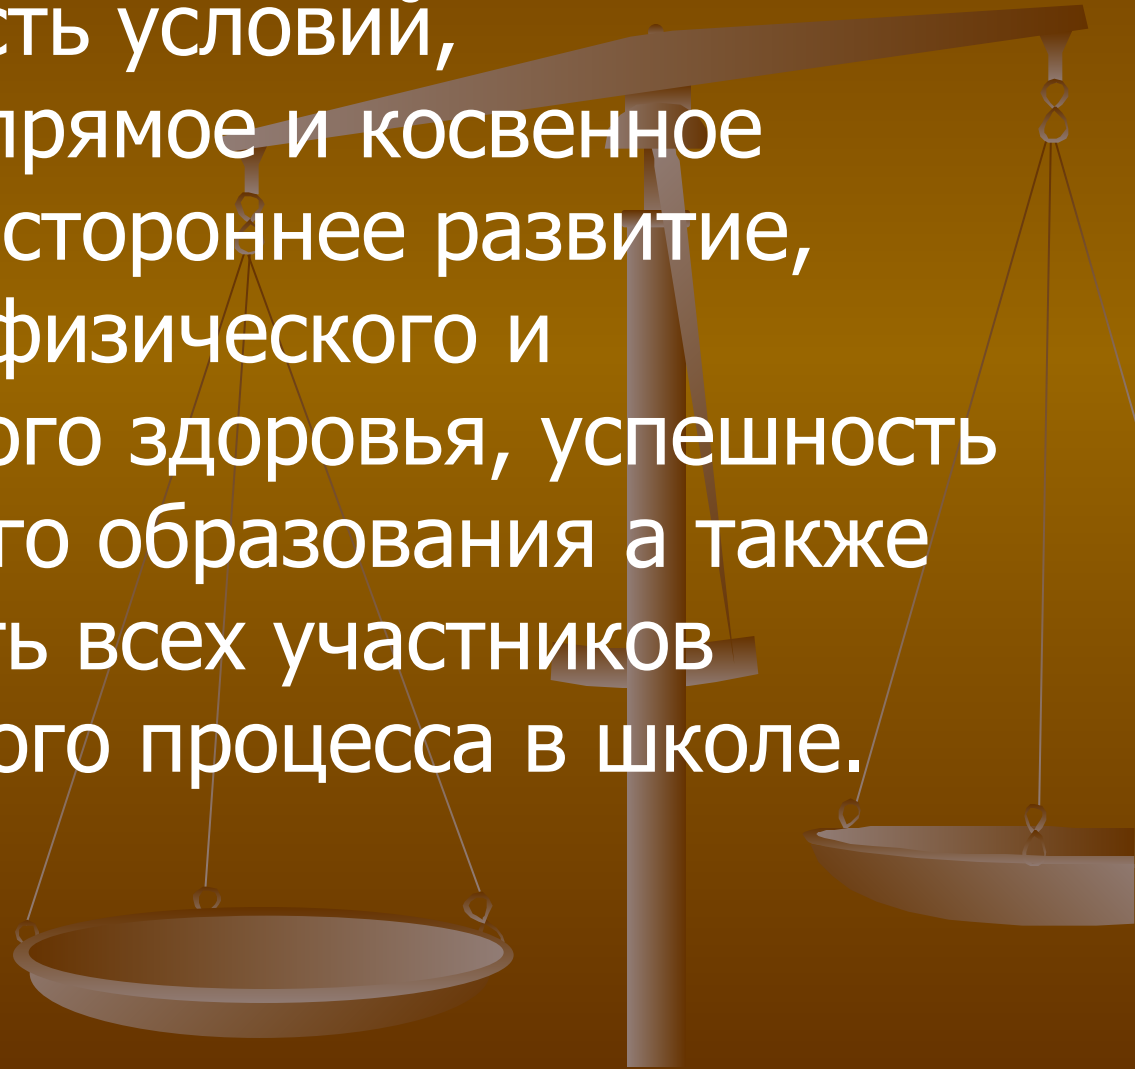 сть условий,
прямое и косвенное
стороннее развитие,
физического и
ого здоровья, успешность
го образования а также
ть всех участников
ого процесса в школе.